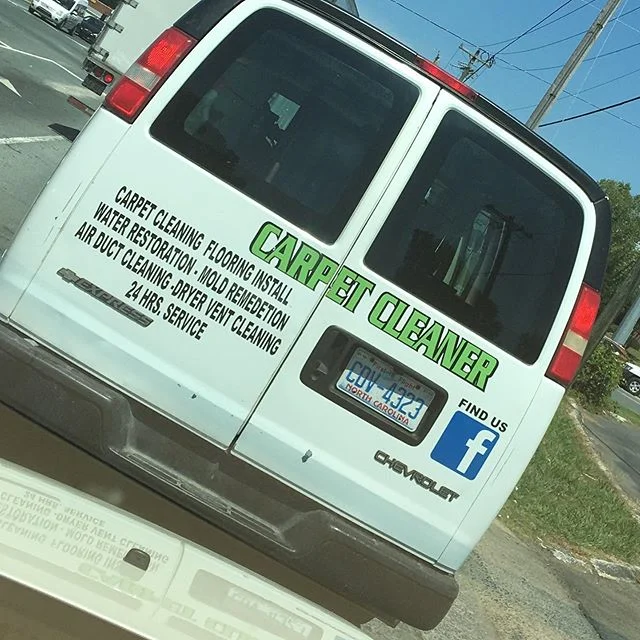 CARPET CLEANING FLOORING INSTALL
WATER RESTORATION - MOLD REMEDETION
AIR DUCT CLEANING - DRYER VENT CLEANING
24 HRS. SERVICE
EXPRESS
CARPET CLEANER
CDV-4323
NORTH CAROLINA
FIND US
f
CHEVROLET